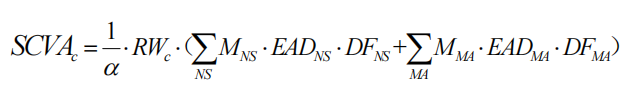 SCVA_c = \frac{1}{\alpha} \cdot RW_c \cdot (\sum_{NS} M_{NS} \cdot EAD_{NS} \cdot DF_{NS} + \sum_{MA} M_{MA} \cdot EAD_{MA} \cdot DF_{MA})